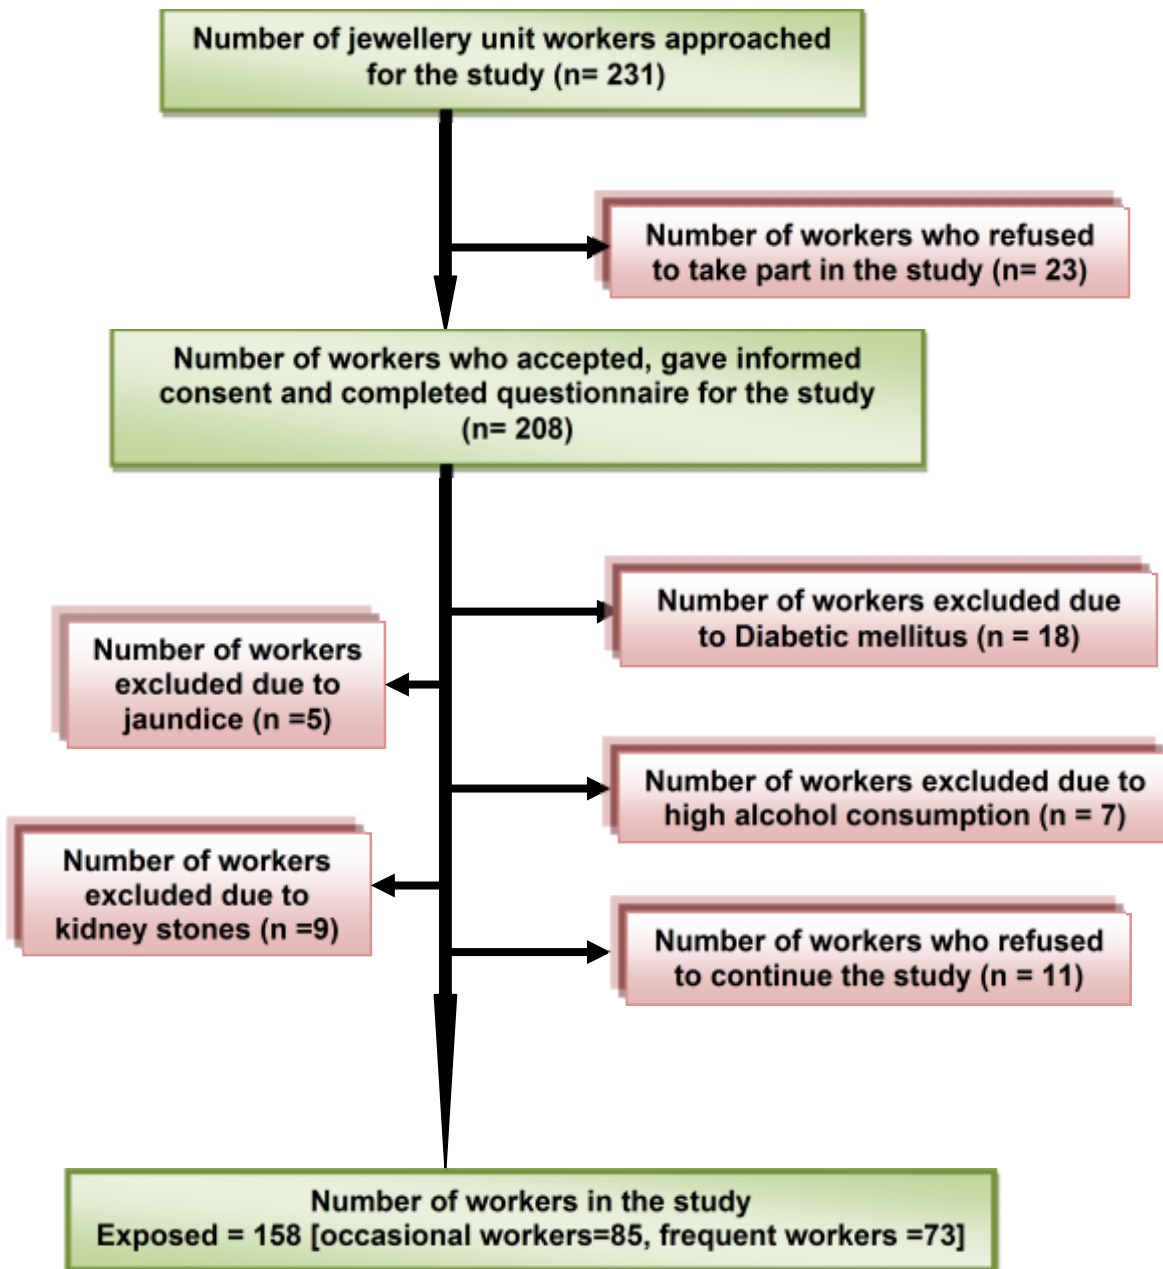 Number of jewellery unit workers approached
for the study (n= 231)
Number of workers who refused
to take part in the study (n= 23)
Number of workers who accepted, gave informed
consent and completed questionnaire for the study
(n= 208)
Number of workers excluded due
to Diabetic mellitus (n = 18)
Number of workers
excluded due to
jaundice (n =5)
Number of workers excluded due to
high alcohol consumption (n = 7)
Number of workers
excluded due to
kidney stones (n =9)
Number of workers who refused
to continue the study (n = 11)
Number of workers in the study
Exposed = 158 [occasional workers=85, frequent workers =73]